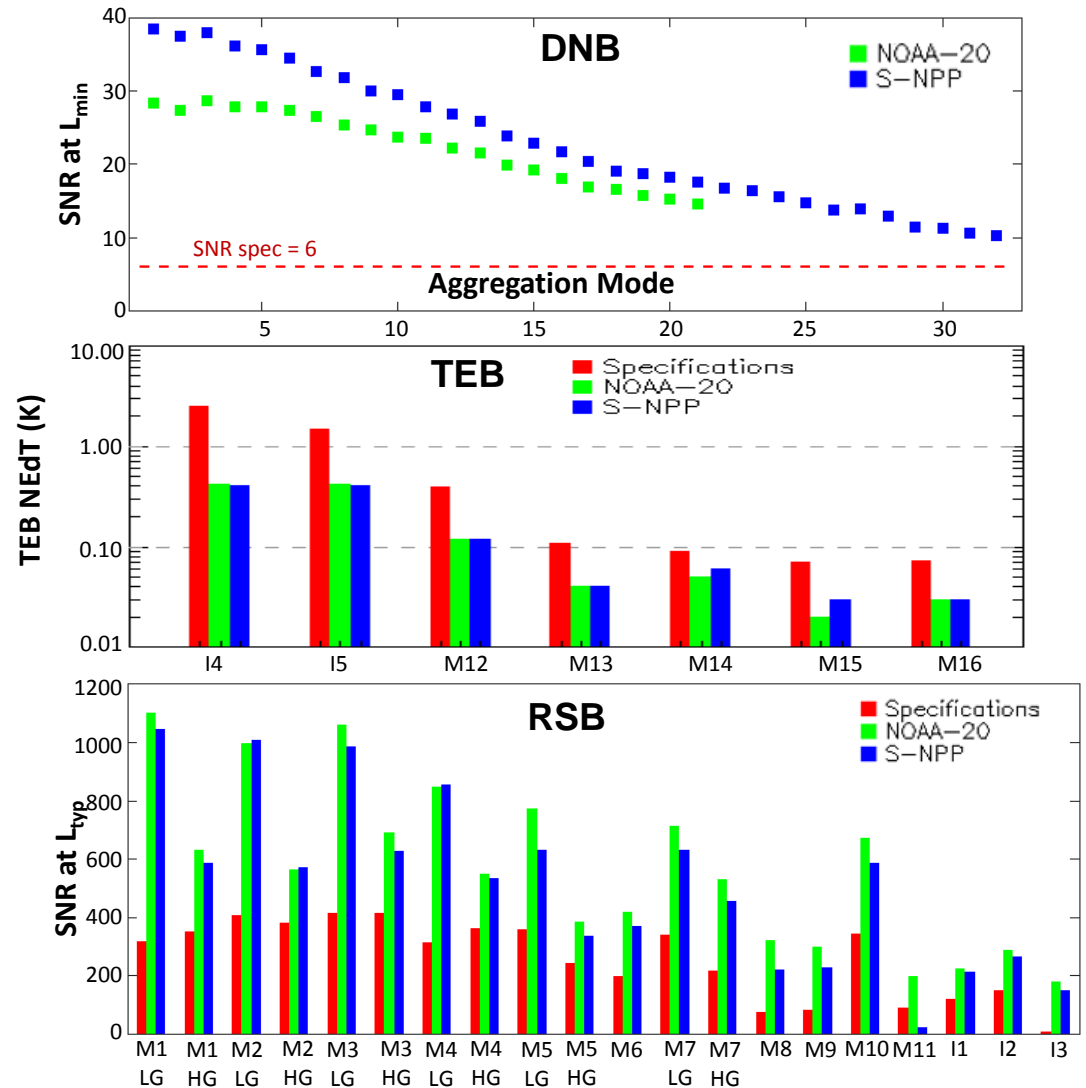 DNB
NOAA-20
S-NPP
SNR at Lmin
40
30
20
10
0
SNR spec = 6
Aggregation Mode
5 10 15 20 25 30
TEB
Specifications
NOAA-20
S-NPP
TEB NEdT (K)
10.00
1.00
0.10
0.01
I4 I5 M12 M13 M14 M15 M16
RSB
Specifications
NOAA-20
S-NPP
SNR at Ltyp
1200
1000
800
600
400
200
0
M1 M1 M2 M2 M3 M3 M4 M4 M5 M5 M6 M7 M7 M8 M9 M10 M11 I1 I2 I3
LG HG LG HG LG HG LG HG LG HG LG HG